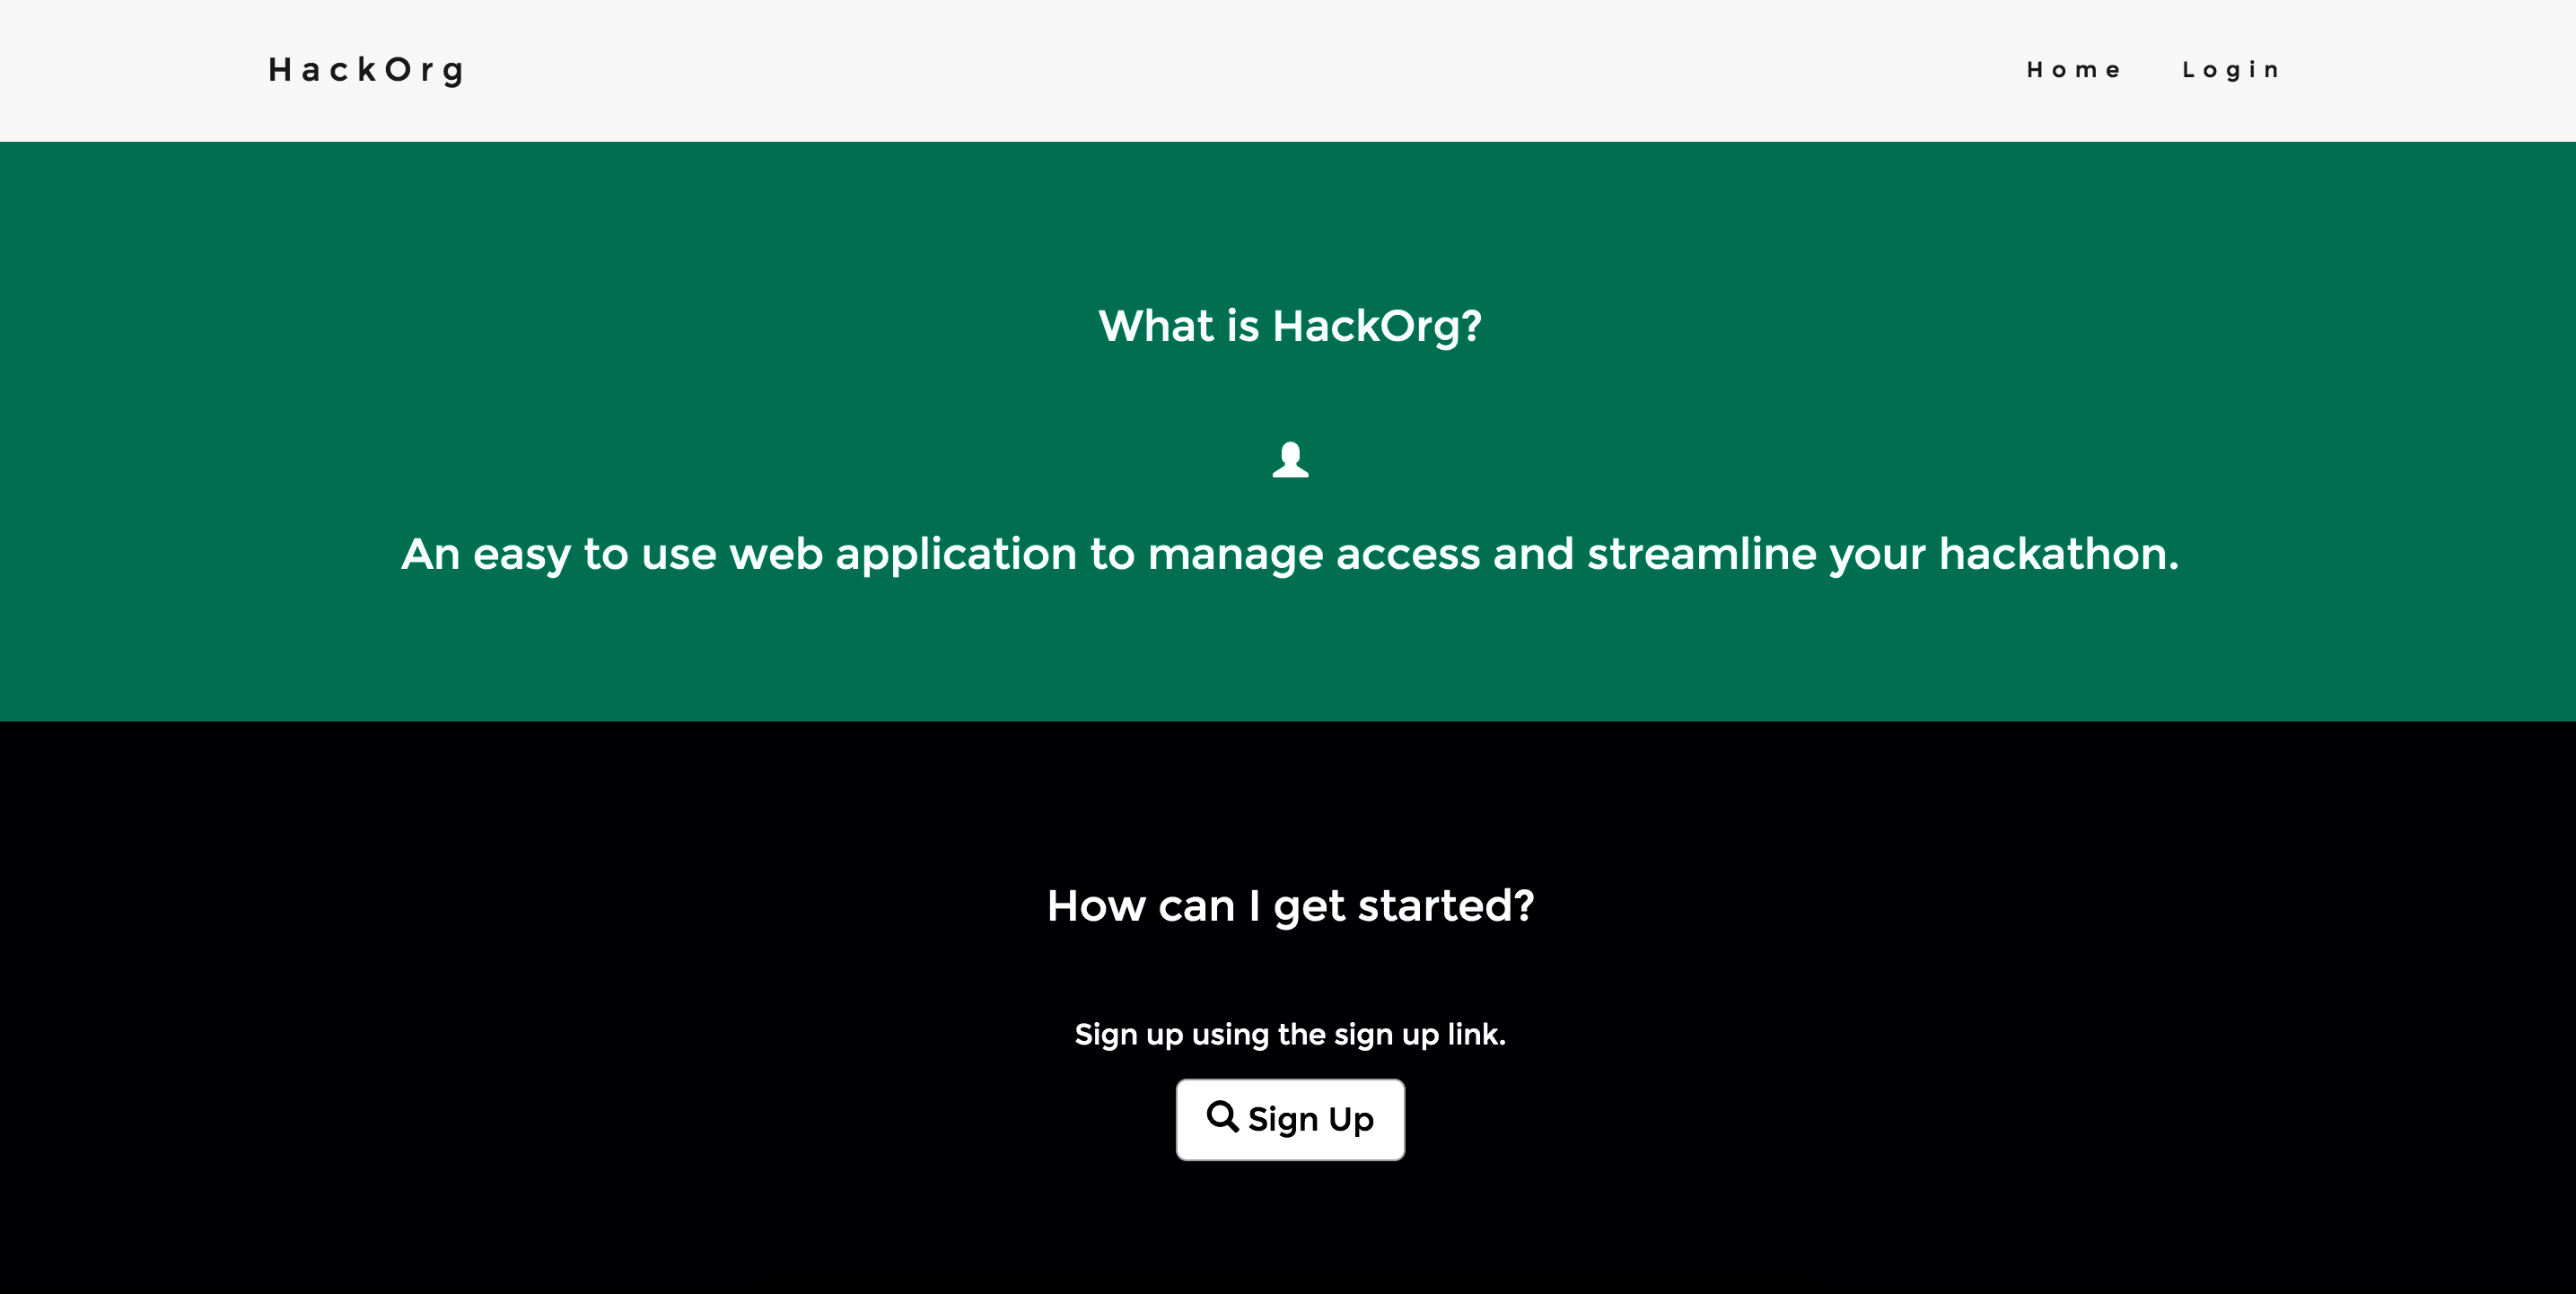 HackOrg
Home Login
What is HackOrg?
An easy to use web application to manage access and streamline your hackathon.
How can I get started?
Sign up using the sign up link.
Sign Up